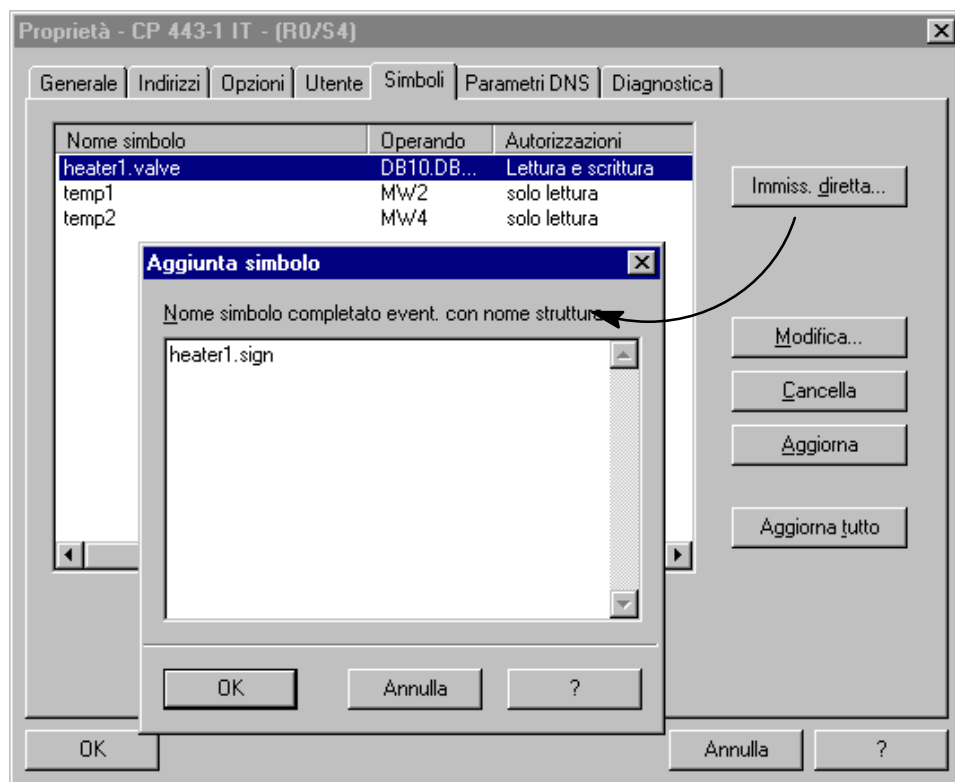 Proprietà - CP 443-1 IT - (R0/S4)
Generale Indirizzi Opzioni Utente Simboli Parametri DNS Diagnostica
Nome simbolo Operando Autorizzazioni
heater1.valve DB10.DB... Lettura e scrittura
temp1 MW2 solo lettura
temp2 MW4 solo lettura
Immiss. diretta...
Modifica...
Cancella
Aggiorna
Aggiorna tutto
Aggiunta simbolo
Nome simbolo completato event. con nome struttura
heater1.sign
OK Annulla ?
OK Annulla ?